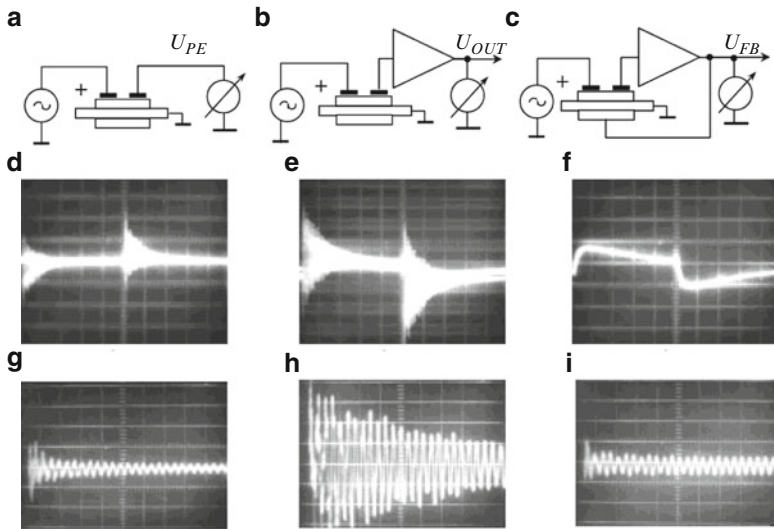 a b c
U_PE U_OUT U_FB
+ + +
d e f
g h i